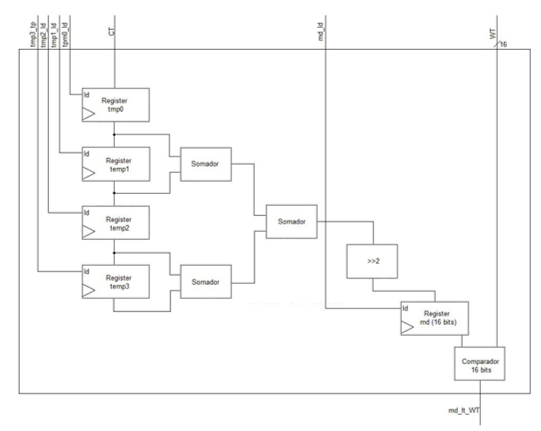 tmp3_tp
tmp2_ld
tmp1_ld
tpm0_ld
CT
md_ld
WT
16
ld
Register
tmp0
ld
Register
temp1
Somador
ld
Register
temp2
Somador
>>2
ld
Register
temp3
Somador
ld
Register
md (16 bits)
Comparador
16 bits
md_lt_WT